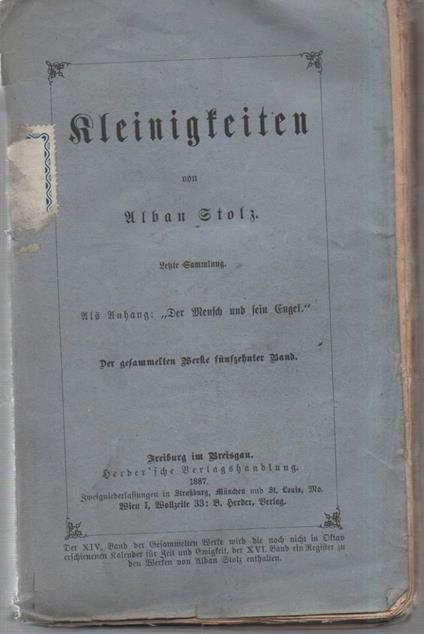 Kleinigkeiten
von
Alban Stolz.
Letzte Sammlung.
Als Anhang: „Der Mensch und sein Engel.“
Der gesammelten Werke fünfzehnter Band.
Freiburg im Breisgau.
Herder'sche Verlagshandlung.
1887.
Zweigniederlassungen in Straßburg, München und St. Louis, Mo.
Wien I, Wollzeile 33: B. Herder, Verlag.
Der XIV. Band der Gesammelten Werke wird die noch nicht in Oktav
erschienenen Kalender für Zeit und Ewigkeit, der XVI. Band ein Register zu
den Werken von Alban Stolz enthalten.